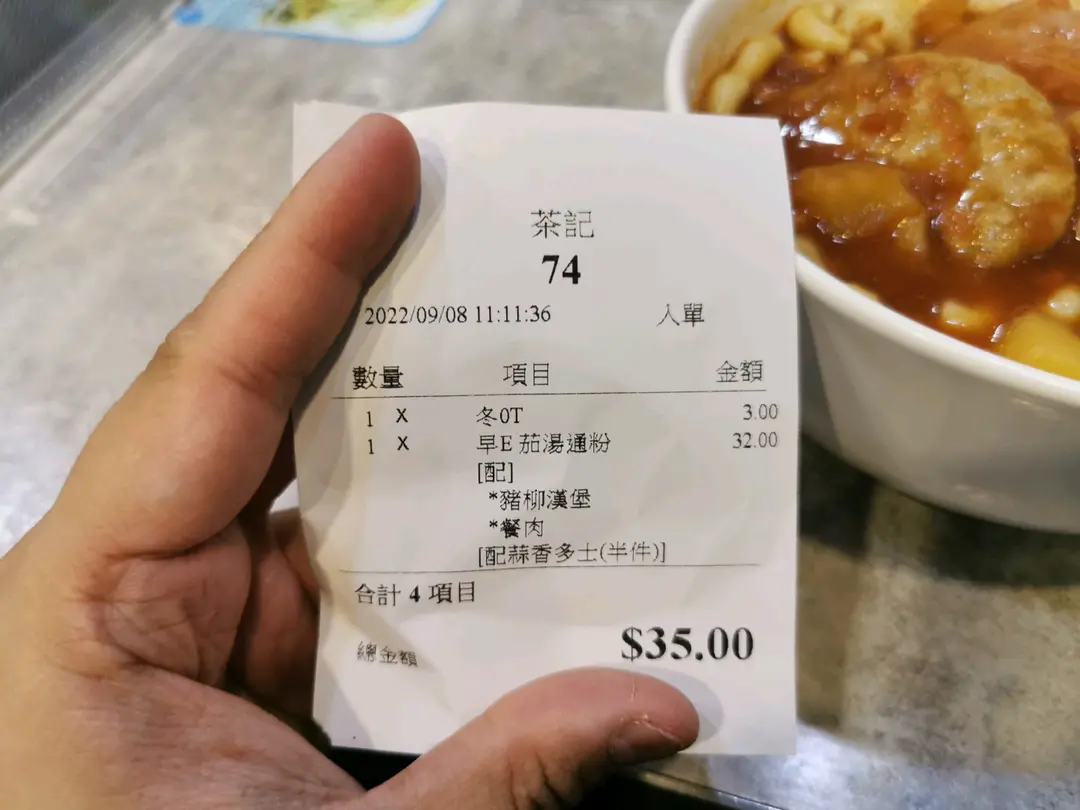 茶記
74
2022/09/08 11:11:36 入單
數量 項目 金額
1 X 冬0T 3.00
1 X 早E 茄湯通粉 32.00
[配]
*豬柳漢堡
*餐肉
[配蒜香多士(半件)]
合計 4 項目
總金額 $35.00